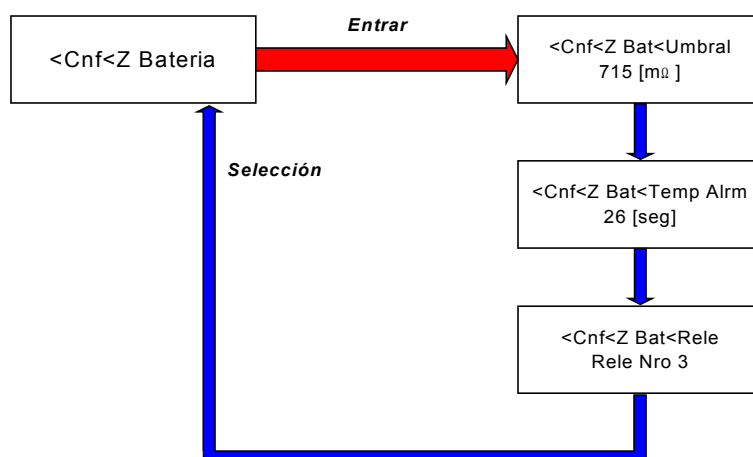 Entrar
<Cnf<Z Bateria
<Cnf<Z Bat<Umbral
715 [mΩ ]
Selección
<Cnf<Z Bat<Temp Alrm
26 [seg]
<Cnf<Z Bat<Rele
Rele Nro 3